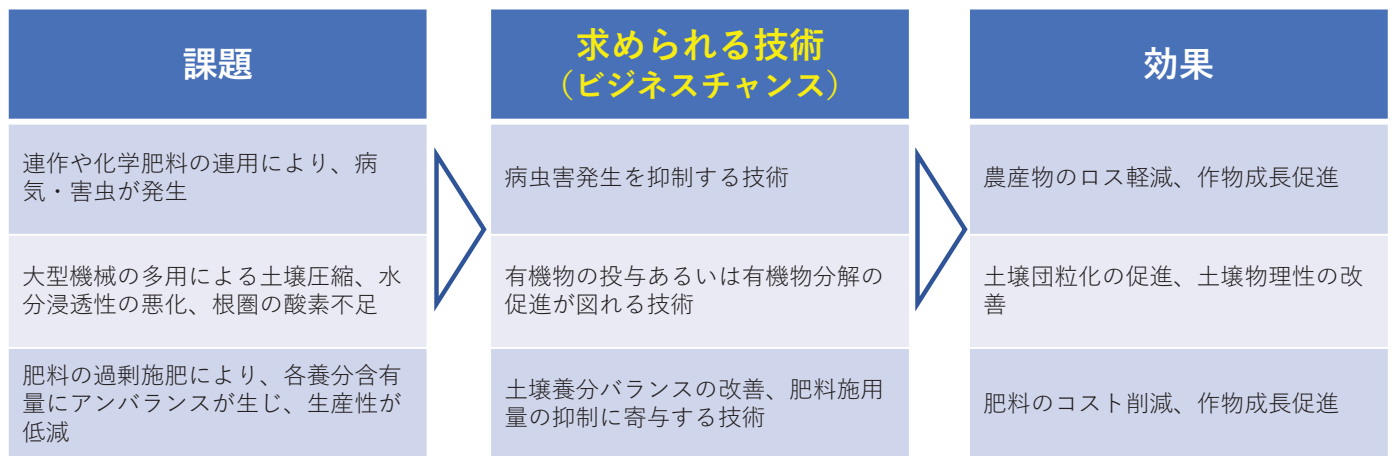 課題
求められる技術
（ビジネスチャンス）
効果
連作や化学肥料の連用により、病
気・害虫が発生
病虫害発生を抑制する技術
農産物のロス軽減、作物成長促進
大型機械の多用による土壌圧縮、水
分浸透性の悪化、根圏の酸素不足
有機物の投与あるいは有機物分解の
促進が図れる技術
土壌団粒化の促進、土壌物理性の改
善
肥料の過剰施肥により、各養分含有
量にアンバランスが生じ、生産性が
低減
土壌養分バランスの改善、肥料施用
量の抑制に寄与する技術
肥料のコスト削減、作物成長促進